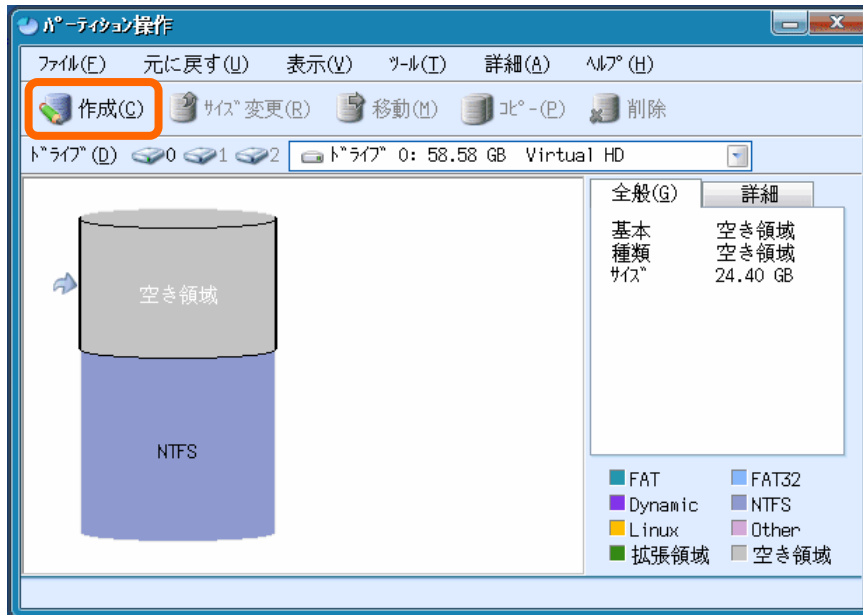 ﾊﾟｰﾃｨｼｮﾝ操作
ﾌｧｲﾙ(F) 元に戻す(U) 表示(V) ﾂｰﾙ(T) 詳細(A) ﾍﾙﾌﾟ(H)
作成(C) ｻｲｽﾞ変更(R) 移動(M) ｺﾋﾟｰ(P) 削除
ﾄﾞﾗｲﾌﾞ(D) 0 1 2 ﾄﾞﾗｲﾌﾞ 0: 58.58 GB Virtual HD
全般(G) 詳細
基本 空き領域
種類 空き領域
ｻｲｽﾞ 24.40 GB
空き領域
NTFS
FAT FAT32
Dynamic NTFS
Linux Other
拡張領域 空き領域